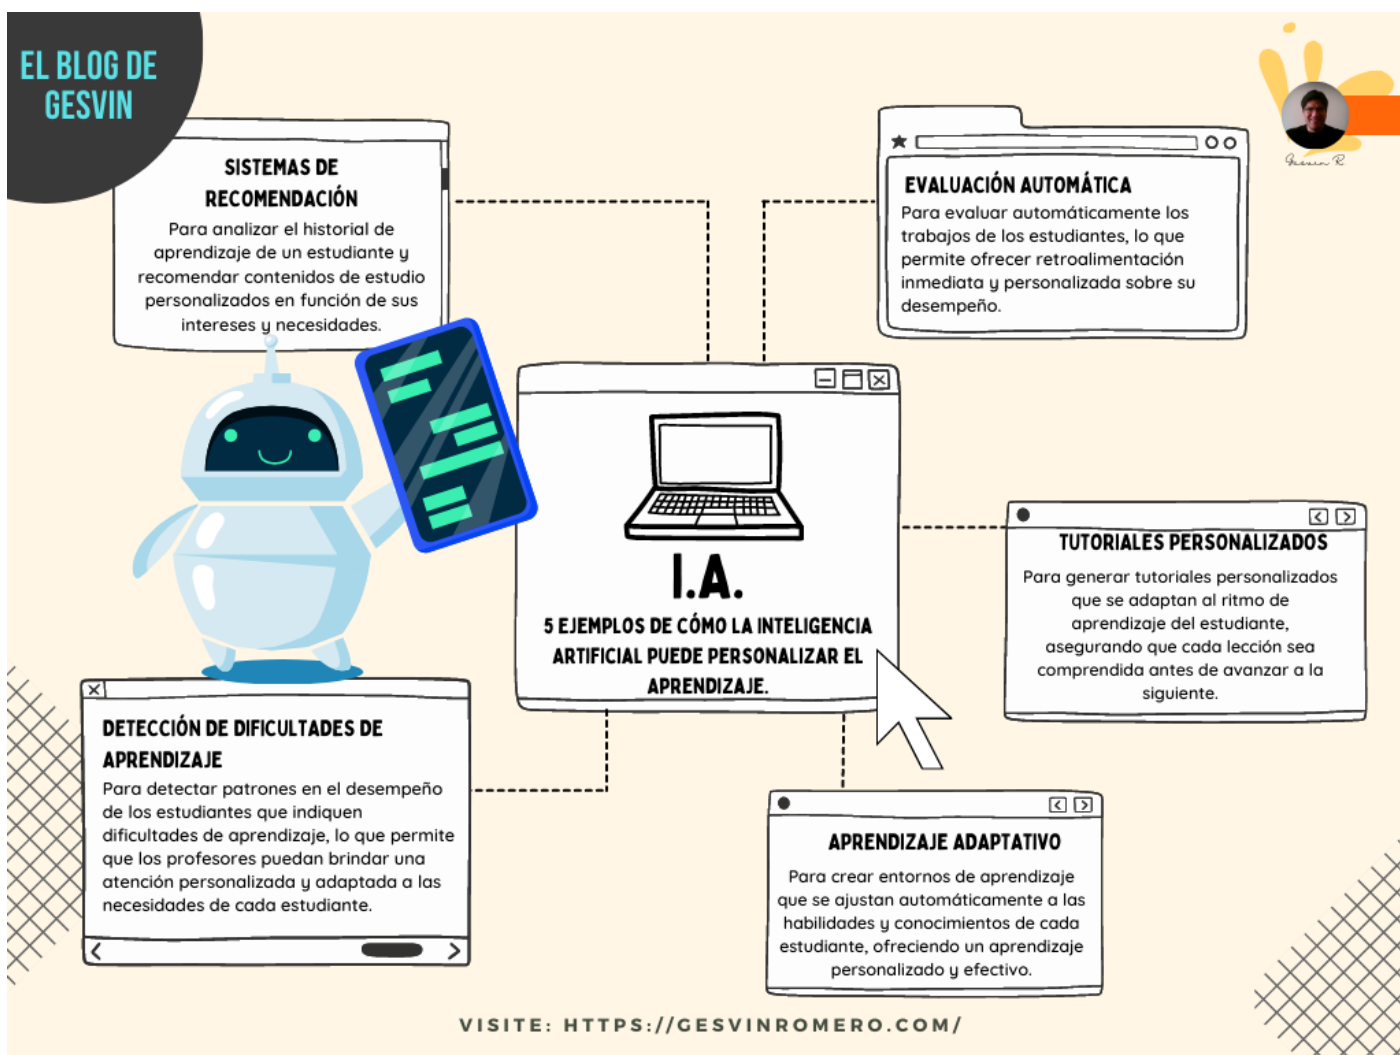 EL BLOG DE
GESVIN
SISTEMAS DE
RECOMENDACIÓN
Para analizar el historial de
aprendizaje de un estudiante y
recomendar contenidos de estudio
personalizados en función de sus
intereses y necesidades.
EVALUACIÓN AUTOMÁTICA
Para evaluar automáticamente los
trabajos de los estudiantes, lo que
permite ofrecer retroalimentación
inmediata y personalizada sobre su
desempeño.
Gesvin R.
I.A.
5 EJEMPLOS DE CÓMO LA INTELIGENCIA
ARTIFICIAL PUEDE PERSONALIZAR EL
APRENDIZAJE.
TUTORIALES PERSONALIZADOS
Para generar tutoriales personalizados
que se adaptan al ritmo de
aprendizaje del estudiante,
asegurando que cada lección sea
comprendida antes de avanzar a la
siguiente.
DETECCIÓN DE DIFICULTADES DE
APRENDIZAJE
Para detectar patrones en el desempeño
de los estudiantes que indiquen
dificultades de aprendizaje, lo que permite
que los profesores puedan brindar una
atención personalizada y adaptada a las
necesidades de cada estudiante.
APRENDIZAJE ADAPTATIVO
Para crear entornos de aprendizaje
que se ajustan automáticamente a las
habilidades y conocimientos de cada
estudiante, ofreciendo un aprendizaje
personalizado y efectivo.
VISITE: HTTPS://GESVINROMERO.COM/